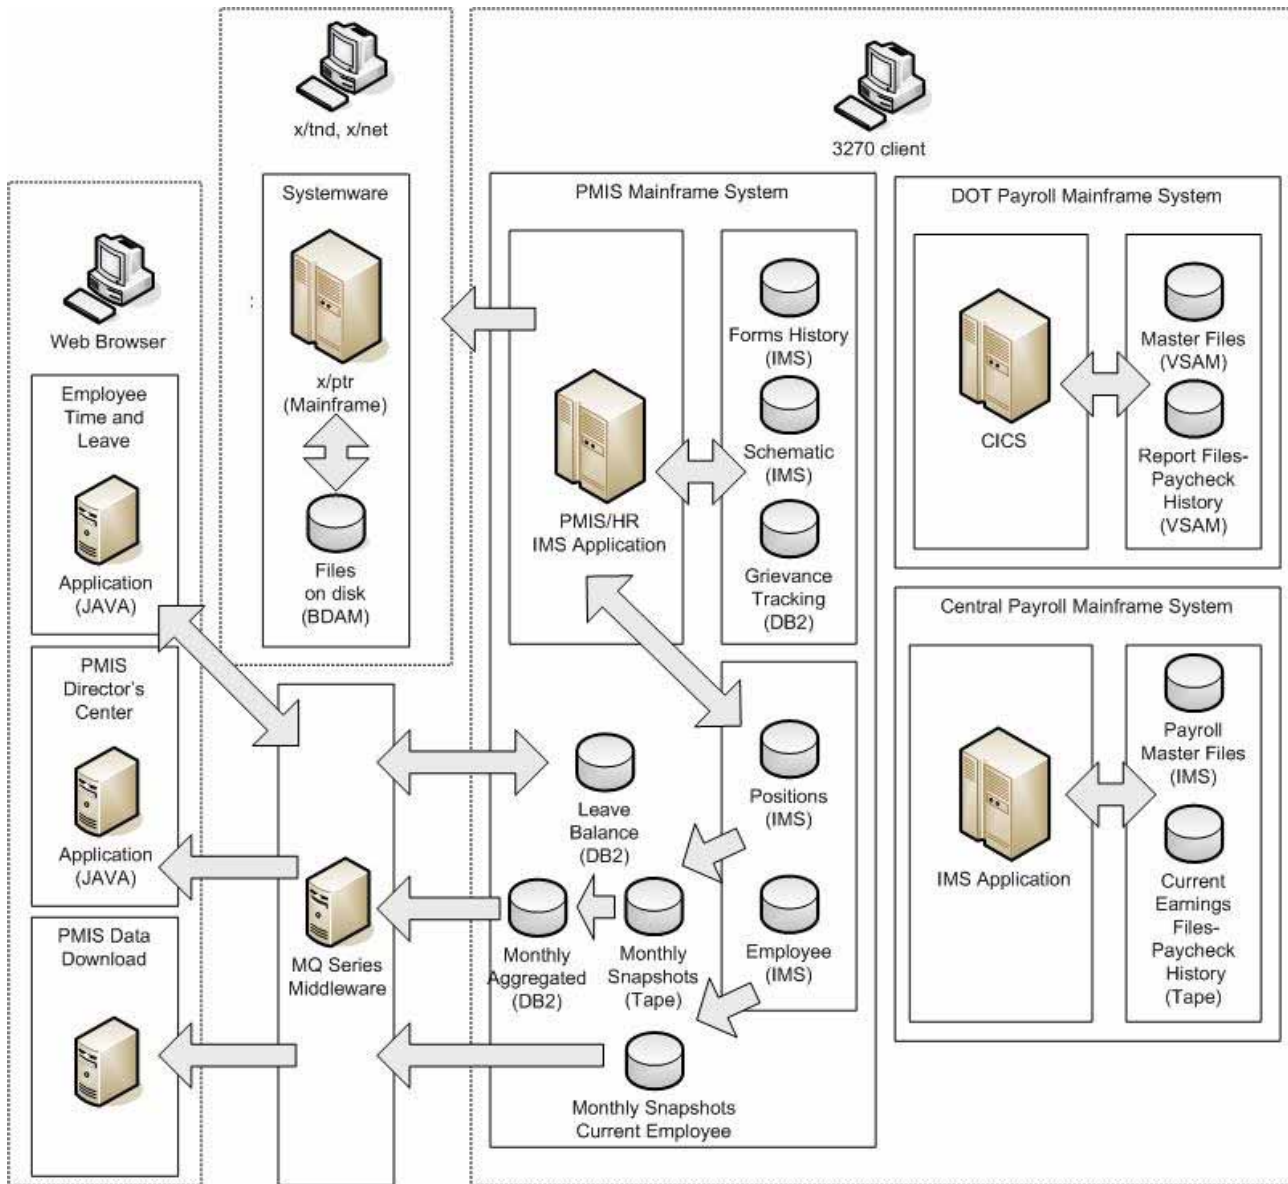 x/tnd, x/net
Systemware
x/ptr
(Mainframe)
Files
on disk
(BDAM)
Web Browser
Employee
Time and
Leave
Application
(JAVA)
PMIS
Director's
Center
Application
(JAVA)
PMIS Data
Download
MQ Series
Middleware
3270 client
PMIS Mainframe System
PMIS/HR
IMS Application
Forms History
(IMS)
Schematic
(IMS)
Grievance
Tracking
(DB2)
Leave
Balance
(DB2)
Positions
(IMS)
Monthly
Aggregated
(DB2)
Monthly
Snapshots
(Tape)
Employee
(IMS)
Monthly Snapshots
Current Employee
DOT Payroll Mainframe System
CICS
Master Files
(VSAM)
Report Files-
Paycheck
History
(VSAM)
Central Payroll Mainframe System
IMS Application
Payroll
Master Files
(IMS)
Current
Earnings
Files-
Paycheck
History
(Tape)